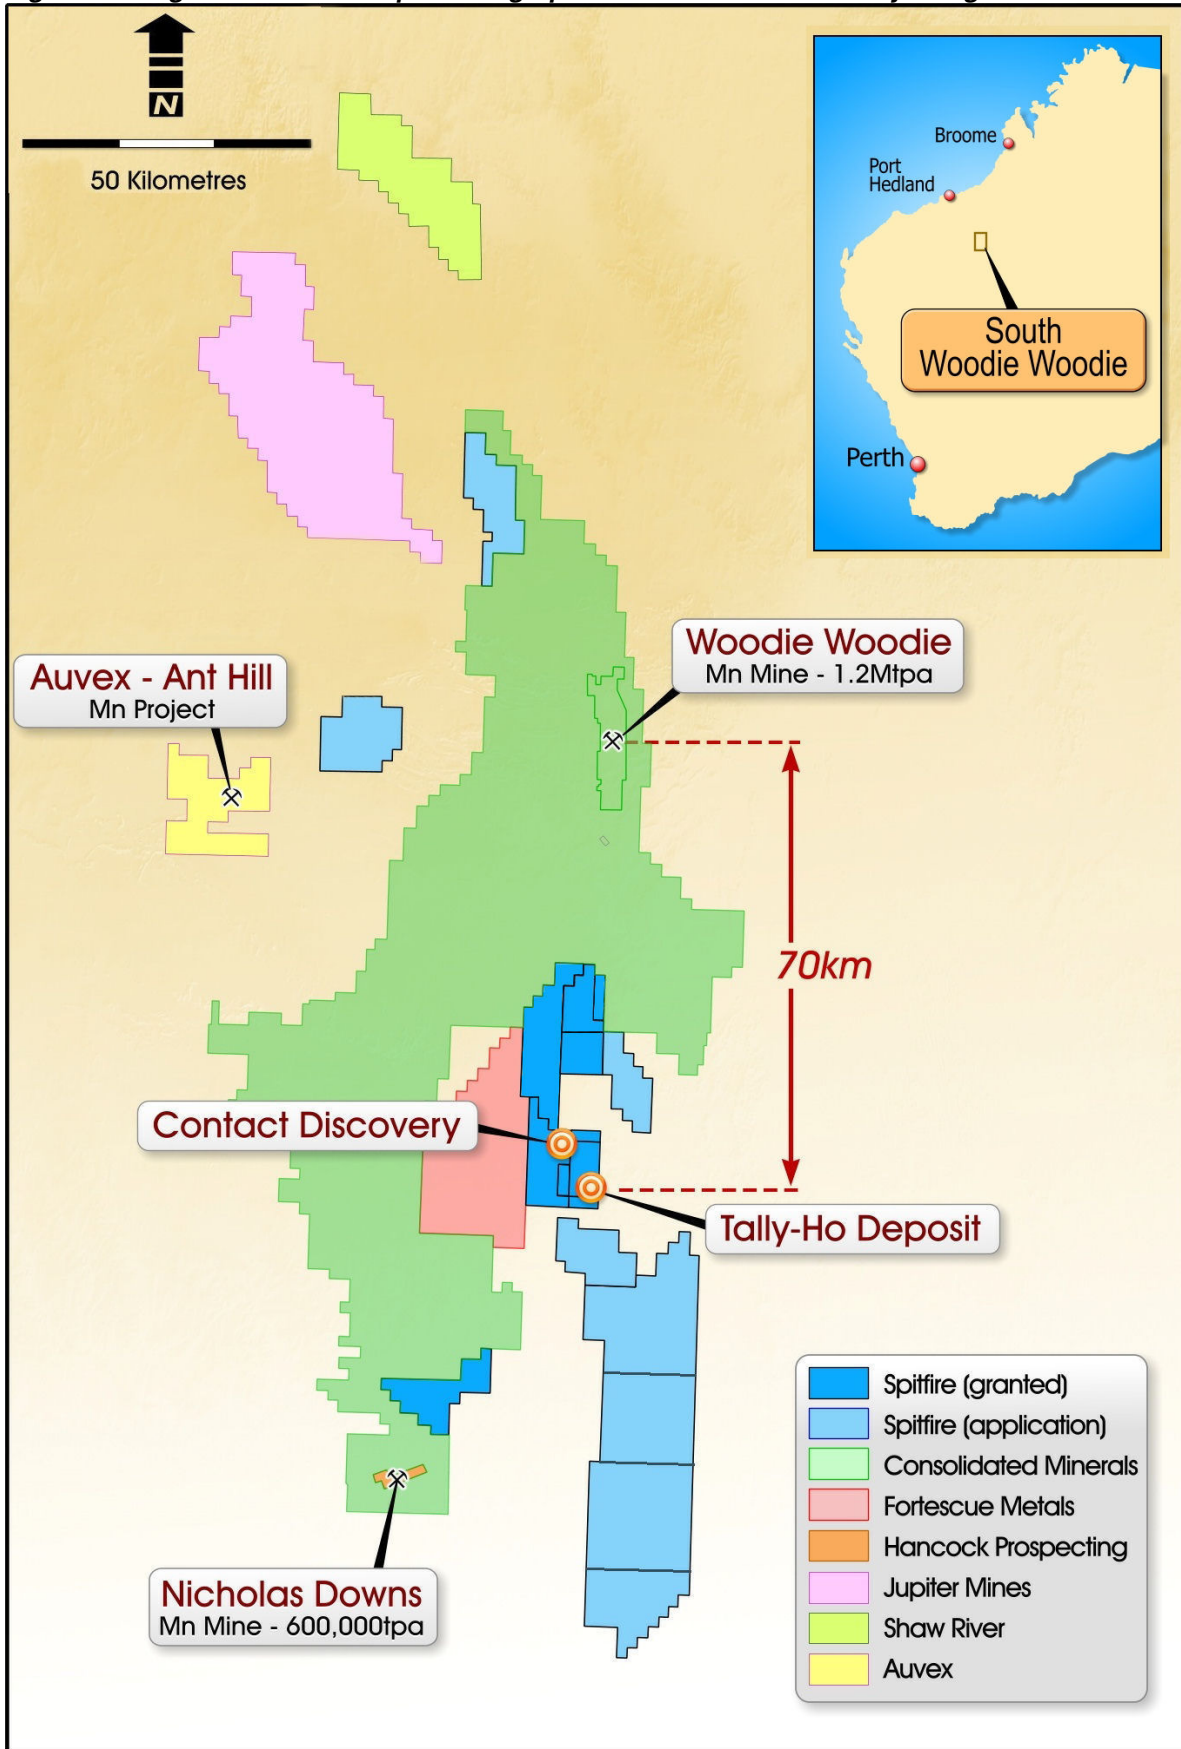 N
50 Kilometres
Broome
Port
Hedland
South
Woodie Woodie
Perth
Woodie Woodie
Mn Mine - 1.2Mtpa
Auvex - Ant Hill
Mn Project
70km
Contact Discovery
Tally-Ho Deposit
Nicholas Downs
Mn Mine - 600,000tpa
Spitfire (granted)
Spitfire (application)
Consolidated Minerals
Fortescue Metals
Hancock Prospecting
Jupiter Mines
Shaw River
Auvex